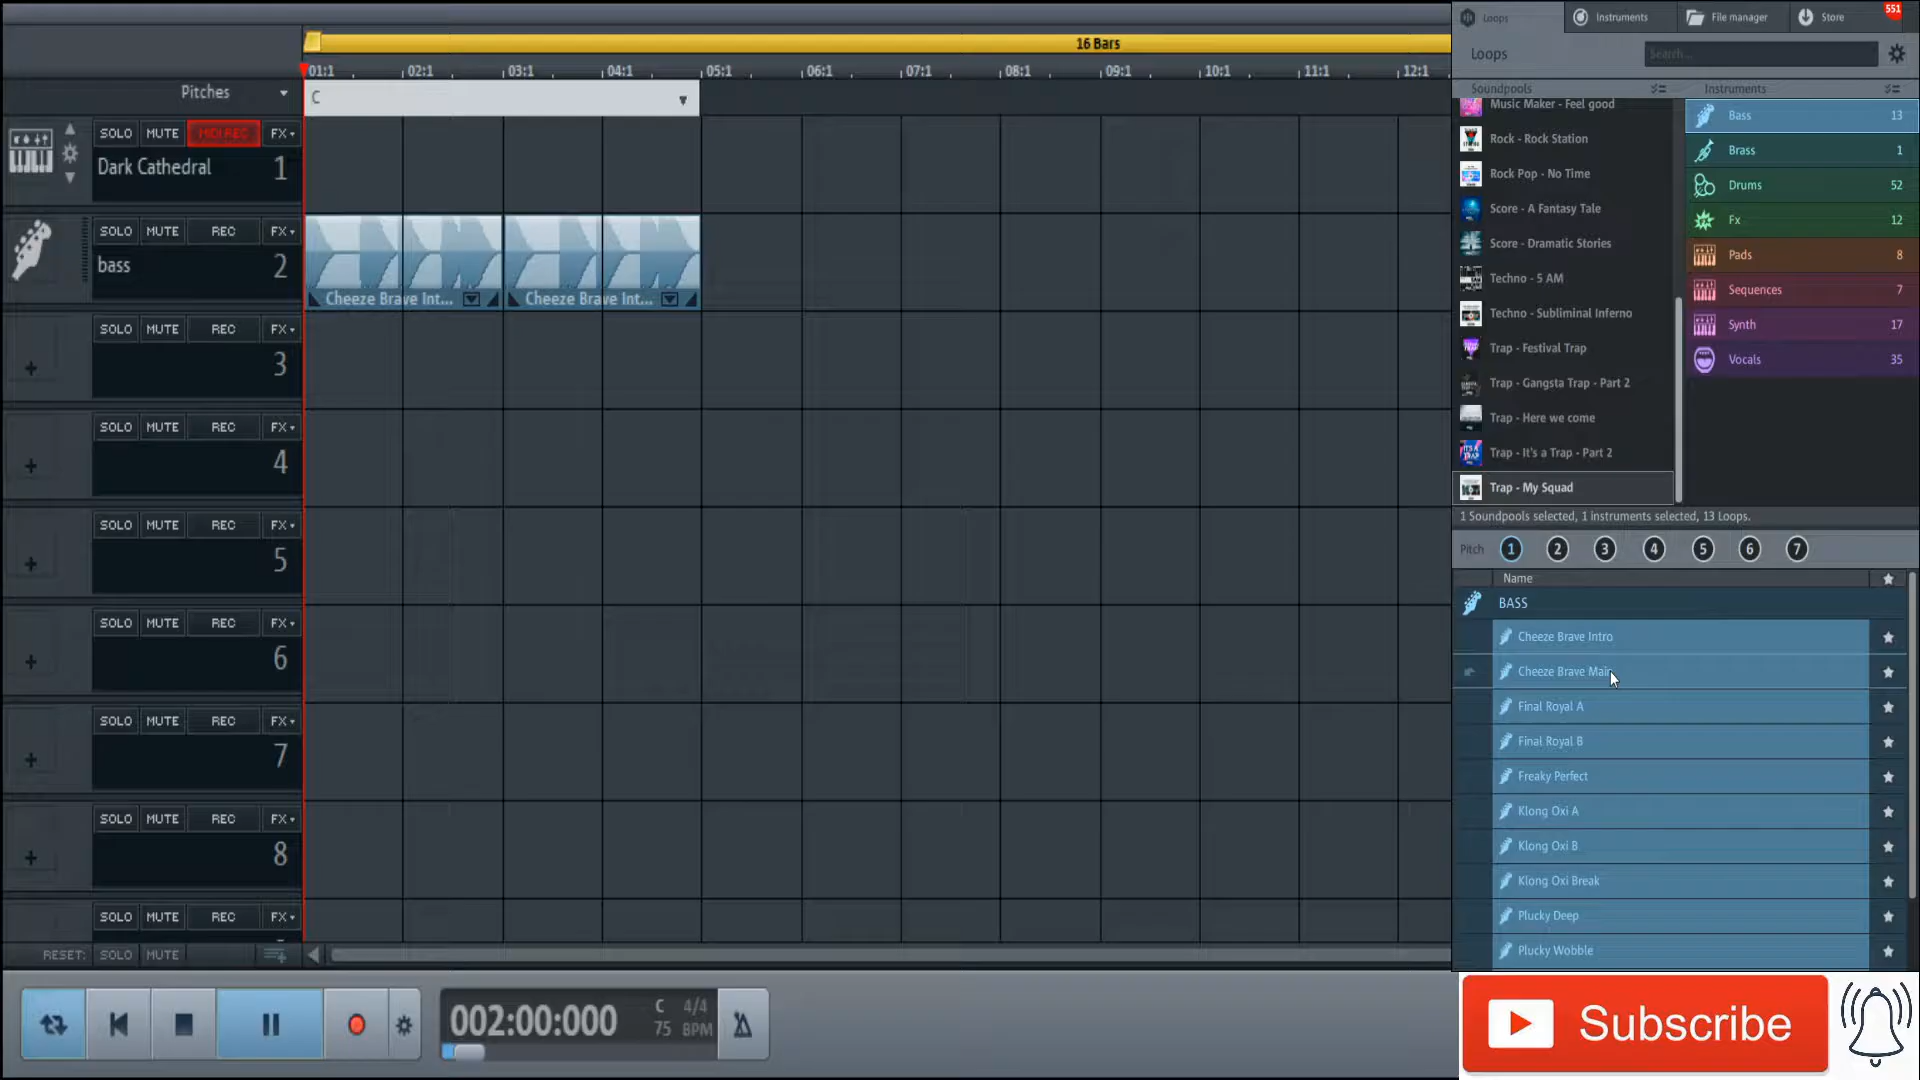 16 Bars
01:1 02:1 03:1 04:1 05:1 06:1 07:1 08:1 09:1 10:1 11:1 12:1
Pitches
C
SOLO MUTE MIDI REC FX
Dark Cathedral 1
SOLO MUTE REC FX
bass 2
Cheeze Brave Int... Cheeze Brave Int...
SOLO MUTE REC FX
3
SOLO MUTE REC FX
4
SOLO MUTE REC FX
5
SOLO MUTE REC FX
6
SOLO MUTE REC FX
7
SOLO MUTE REC FX
8
SOLO MUTE REC FX
RESET: SOLO MUTE
002:00:000 C 4/4
75 BPM
Loops Instruments File manager Store 551
Loops Search...
Soundpools Instruments
Music Maker - Feel good
Rock - Rock Station
Rock Pop - No Time
Score - A Fantasy Tale
Score - Dramatic Stories
Techno - 5 AM
Techno - Subliminal Inferno
Trap - Festival Trap
Trap - Gangsta Trap - Part 2
Trap - Here we come
Trap - It's a Trap - Part 2
Trap - My Squad
Bass 13
Brass 1
Drums 52
Fx 12
Pads 8
Sequences 7
Synth 17
Vocals 35
1 Soundpools selected, 1 instruments selected, 13 Loops.
Pitch 1 2 3 4 5 6 7
Name
BASS
Cheeze Brave Intro
Cheeze Brave Main
Final Royal A
Final Royal B
Freaky Perfect
Klong Oxi A
Klong Oxi B
Klong Oxi Break
Plucky Deep
Plucky Wobble
Subscribe